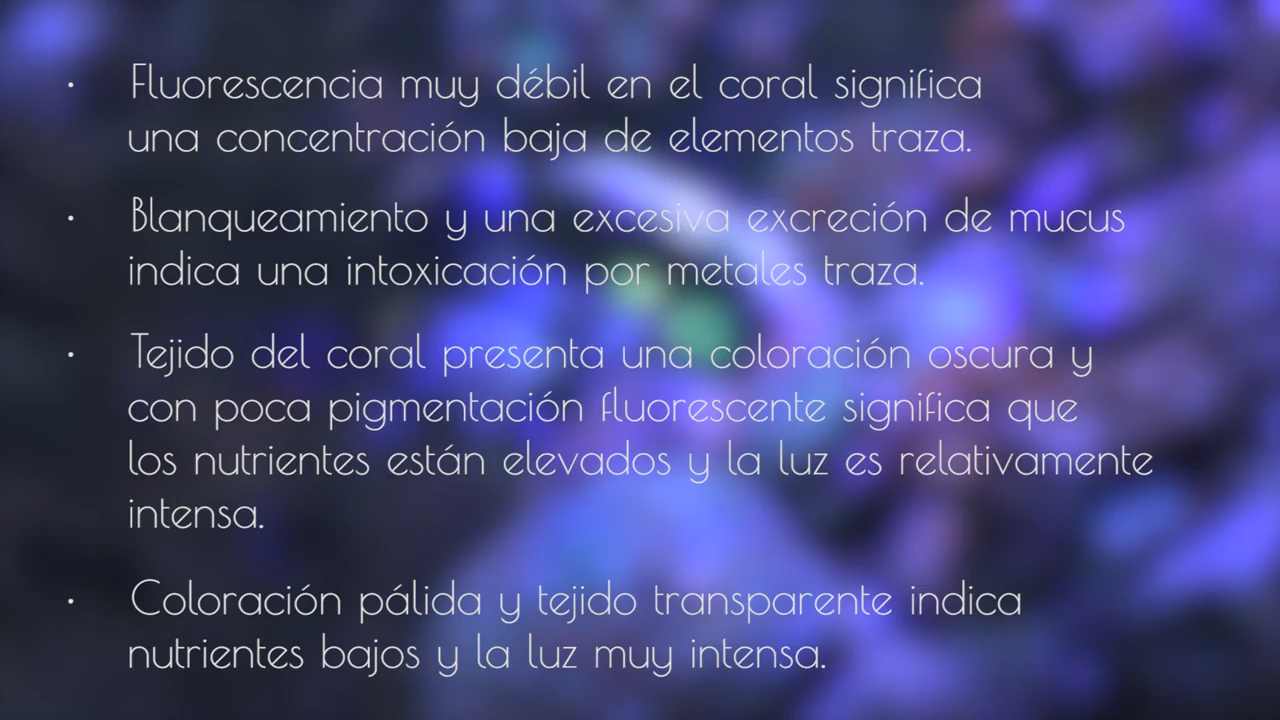 · Fluorescencia muy débil en el coral significa
una concentración baja de elementos traza.
· Blanqueamiento y una excesiva excreción de mucus
indica una intoxicación por metales traza.
· Tejido del coral presenta una coloración oscura y
con poca pigmentación fluorescente significa que
los nutrientes están elevados y la luz es relativamente
intensa.
· Coloración pálida y tejido transparente indica
nutrientes bajos y la luz muy intensa.